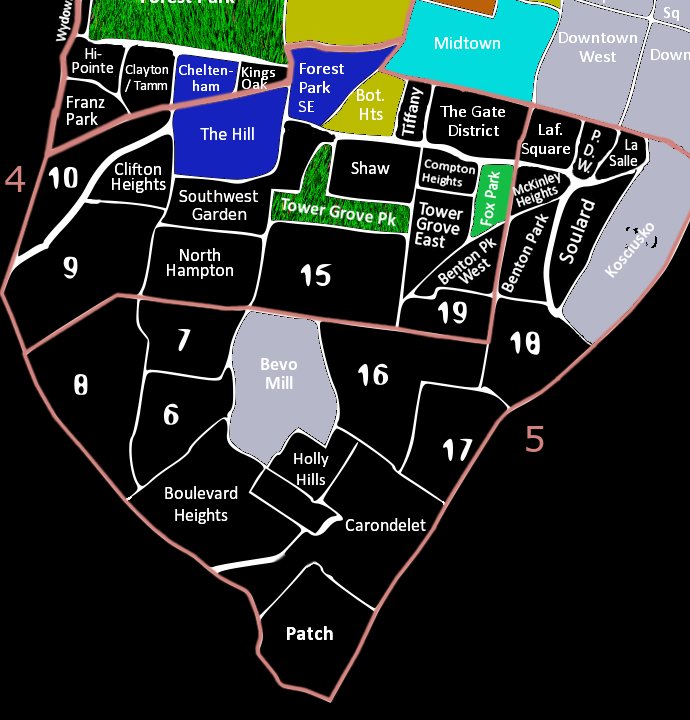 Forest Park
Wydow
Sq
Midtown
Downtown
West
Down
Hi-
Pointe
Clayton
/ Tamm
Chelten-
ham
Kings
Oak
Forest
Park
SE
Bot.
Hts
Tiffany
The Gate
District
Laf.
Square
P.
D.
W.
La
Salle
Franz
Park
The Hill
4
10
Clifton
Heights
Shaw
Compton
Heights
Fox Park
McKinley
Heights
Southwest
Garden
Tower Grove Pk
Tower
Grove
East
Benton Pk
West
Benton Park
Soulard
Kosciusko
9
North
Hampton
15
19
18
8
7
Bevo
Mill
16
6
17
5
Holly
Hills
Boulevard
Heights
Carondelet
Patch